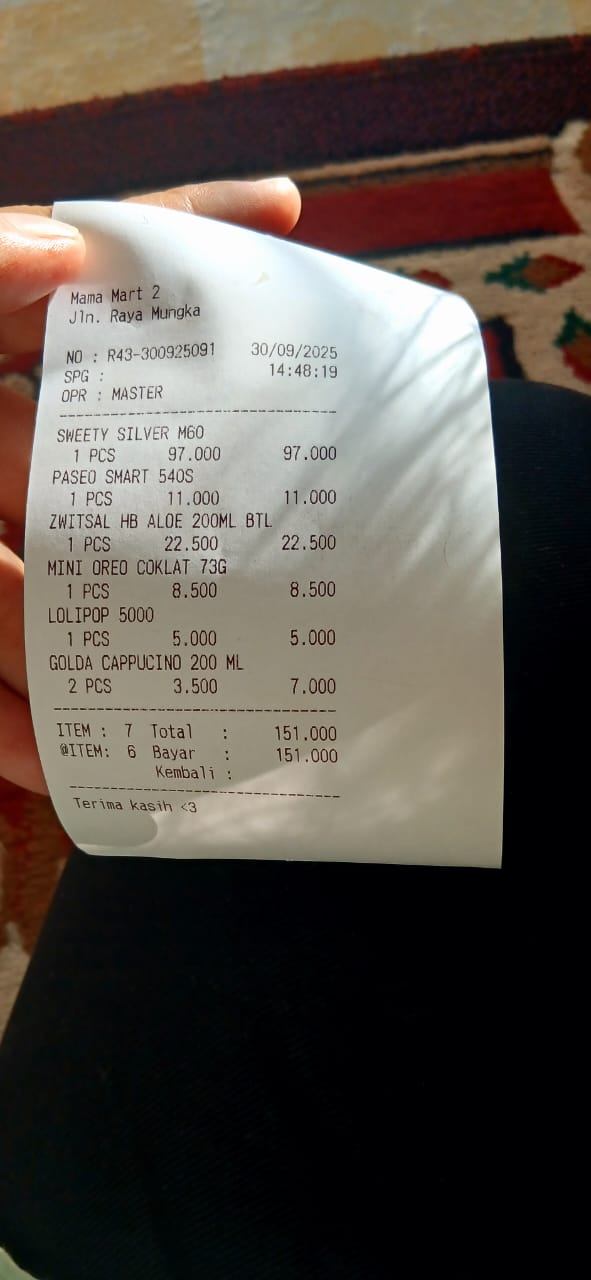 Mama Mart 2
Jln. Raya Mungka
NO : R43-300925091 30/09/2025
SPG : 14:48:19
OPR : MASTER
SWEETY SILVER M60
1 PCS 97.000 97.000
PASEO SMART 540S
1 PCS 11.000 11.000
ZWITSAL HB ALOE 200ML BTL
1 PCS 22.500 22.500
MINI OREO COKLAT 73G
1 PCS 8.500 8.500
LOLIPOP 5000
1 PCS 5.000 5.000
GOLDA CAPPUCINO 200 ML
2 PCS 3.500 7.000
ITEM : 7 Total : 151.000
@ITEM: 6 Bayar : 151.000
Kembali :
Terima kasih <3